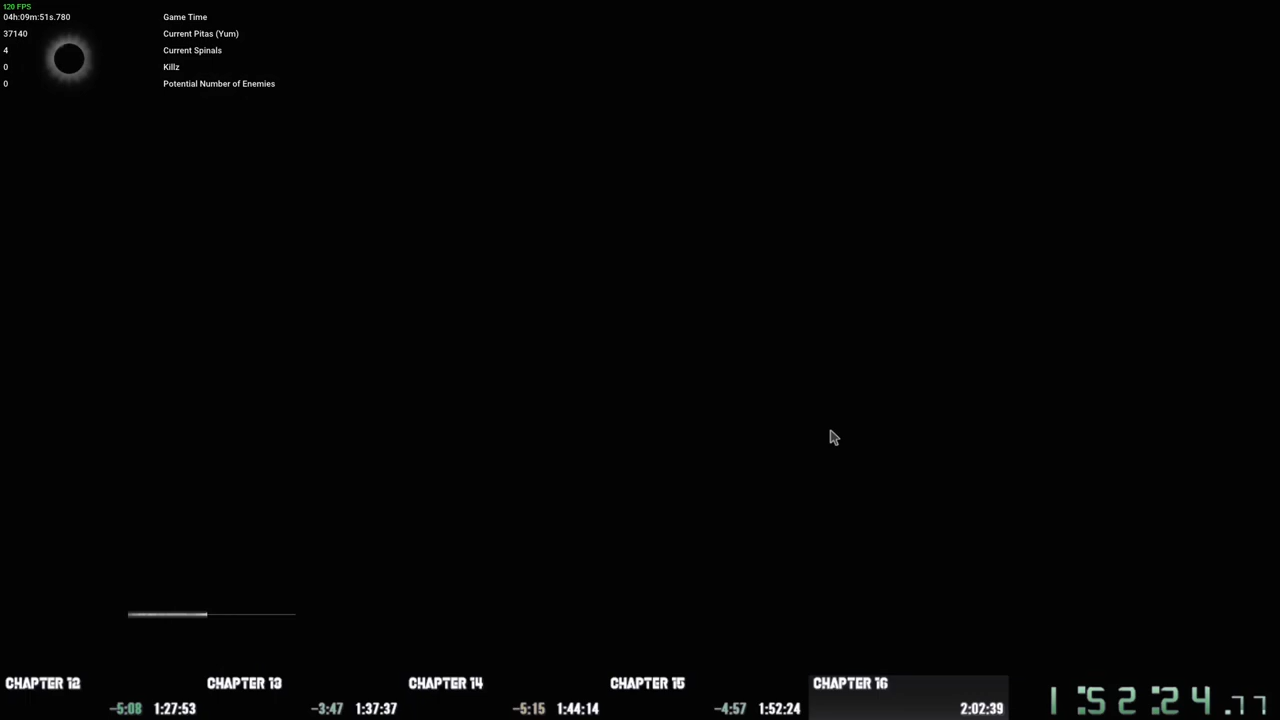 120 FPS
04h:09m:51s.780 Game Time
37140 Current Pitas (Yum)
4 Current Spinals
0 Killz
0 Potential Number of Enemies
CHAPTER 12 CHAPTER 13 CHAPTER 14 CHAPTER 15 CHAPTER 16
-5:08 1:27:53 -3:47 1:37:37 -5:15 1:44:14 -4:57 1:52:24 2:02:39 1:52:24.77